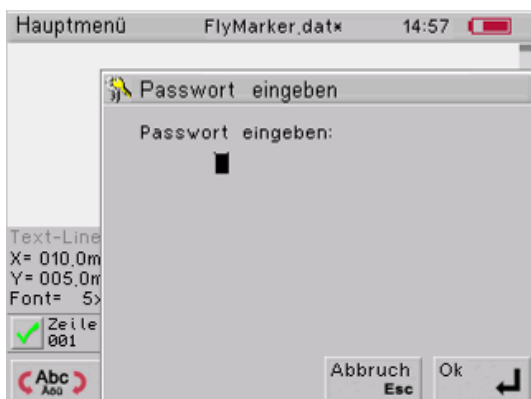 Hauptmenü FlyMarker.dat* 14:57
Passwort eingeben
Passwort eingeben:
Text-Line
X= 010.0m
Y= 005.0m
Font= 5x
Zeile
001
Abc
Abbruch
Esc
Ok